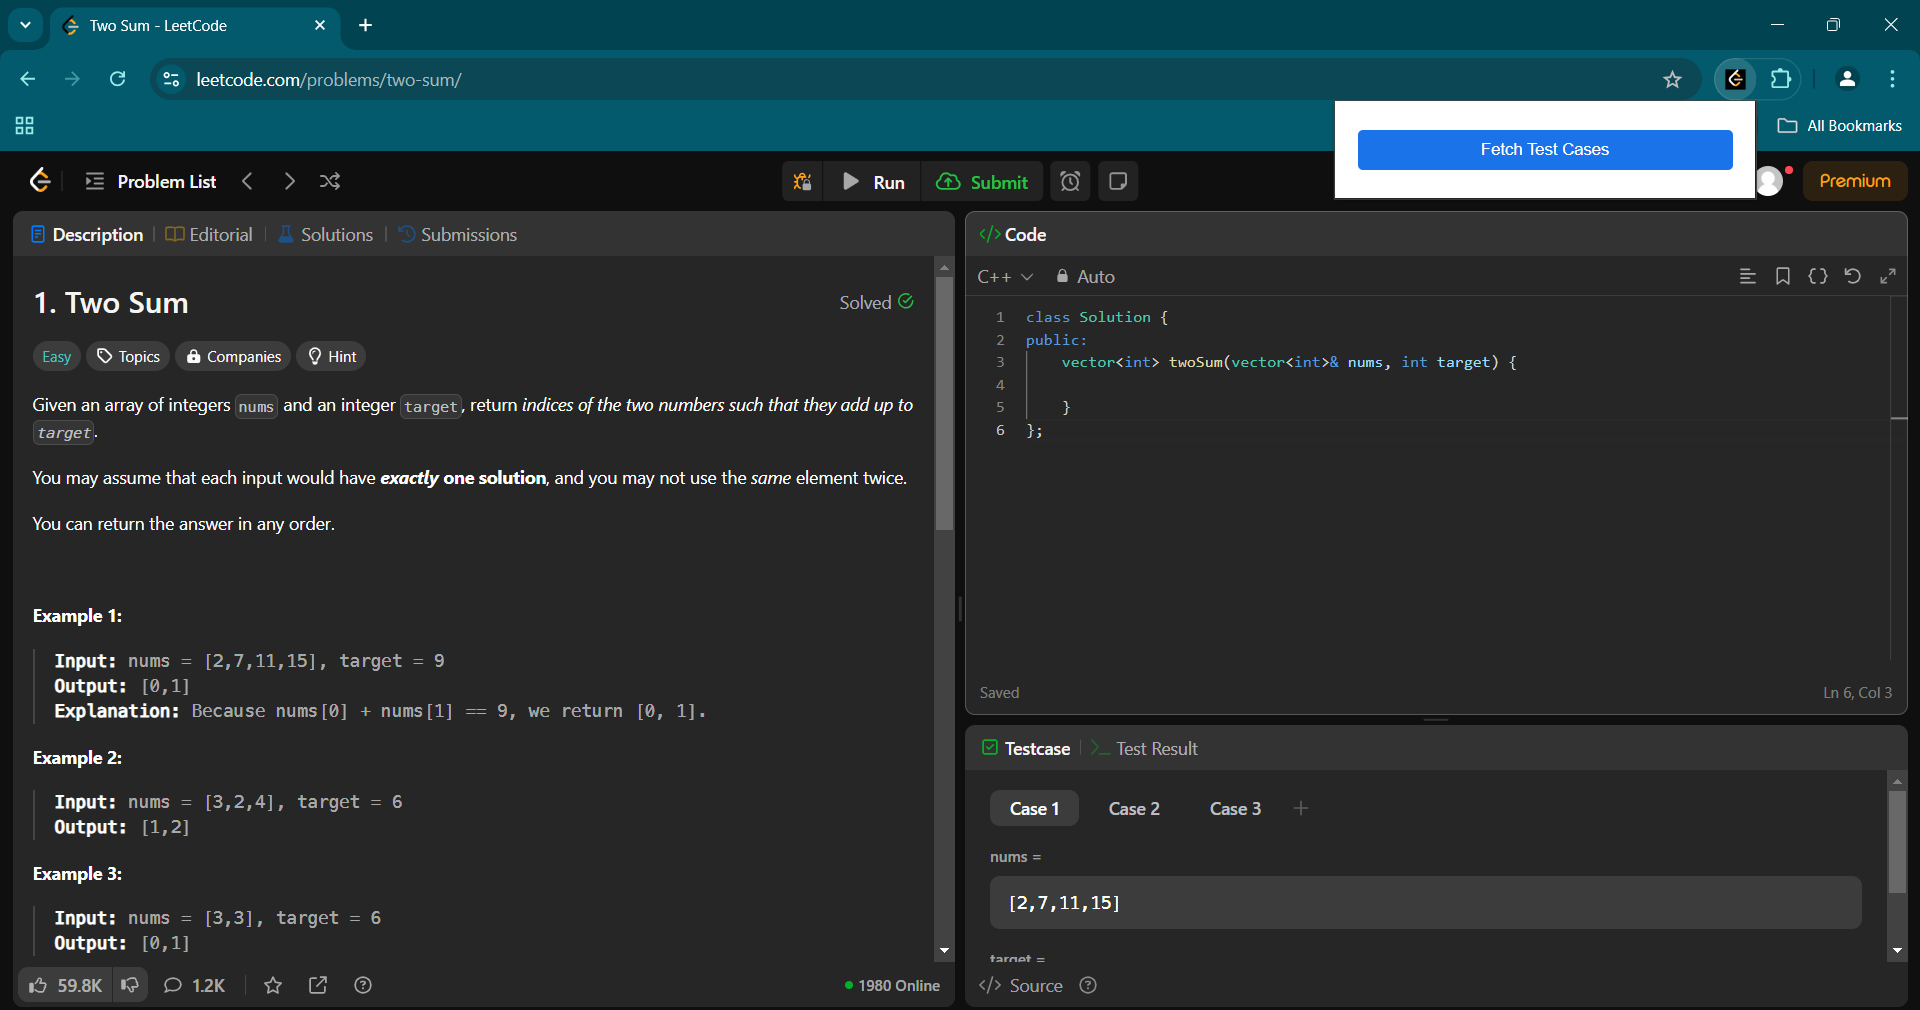 Two Sum - LeetCode
leetcode.com/problems/two-sum/
All Bookmarks
Fetch Test Cases
Problem List
Run
Submit
Premium
Description
Editorial
Solutions
Submissions
1. Two Sum
Solved
Easy
Topics
Companies
Hint
Given an array of integers nums and an integer target, return indices of the two numbers such that they add up to
target.
You may assume that each input would have exactly one solution, and you may not use the same element twice.
You can return the answer in any order.
Example 1:
Input: nums = [2,7,11,15], target = 9
Output: [0,1]
Explanation: Because nums[0] + nums[1] == 9, we return [0, 1].
Example 2:
Input: nums = [3,2,4], target = 6
Output: [1,2]
Example 3:
Input: nums = [3,3], target = 6
Output: [0,1]
59.8K
1.2K
1980 Online
</> Code
C++
Auto
1 class Solution {
2 public:
3 vector<int> twoSum(vector<int>& nums, int target) {
4
5 }
6 };
Saved
Ln 6, Col 3
Testcase
Test Result
Case 1
Case 2
Case 3
nums =
[2,7,11,15]
target =
</> Source